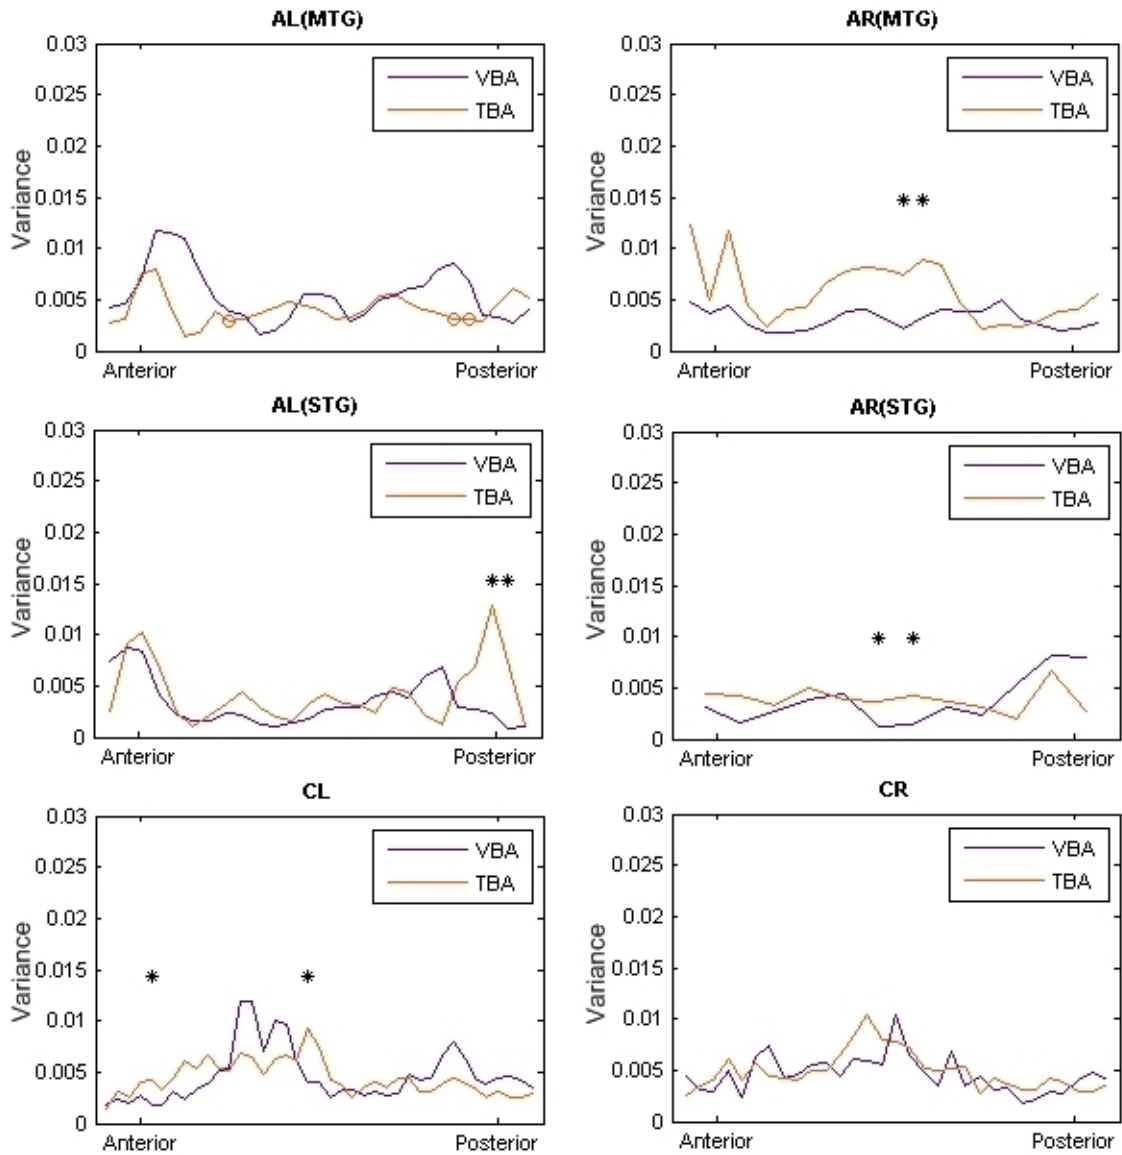 AL(MTG)
0.03
0.025
0.02
0.015
0.01
0.005
0
Variance
VBA
TBA
Anterior
Posterior
AR(MTG)
0.03
0.025
0.02
0.015
0.01
0.005
0
Variance
VBA
TBA
Anterior
Posterior
AL(STG)
0.03
0.025
0.02
0.015
0.01
0.005
0
Variance
VBA
TBA
Anterior
Posterior
AR(STG)
0.03
0.025
0.02
0.015
0.01
0.005
0
Variance
VBA
TBA
Anterior
Posterior
CL
0.03
0.025
0.02
0.015
0.01
0.005
0
Variance
VBA
TBA
Anterior
Posterior
CR
0.03
0.025
0.02
0.015
0.01
0.005
0
Variance
VBA
TBA
Anterior
Posterior